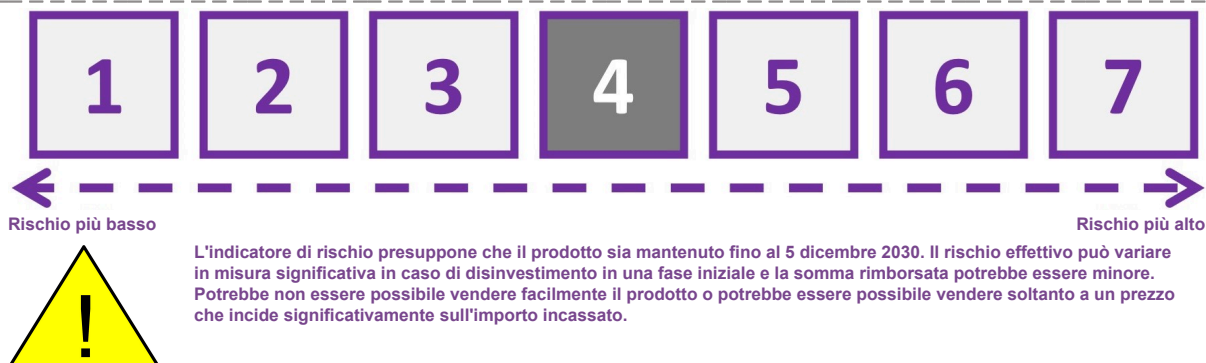 1 2 3 4 5 6 7
Rischio più basso Rischio più alto
L'indicatore di rischio presuppone che il prodotto sia mantenuto fino al 5 dicembre 2030. Il rischio effettivo può variare
in misura significativa in caso di disinvestimento in una fase iniziale e la somma rimborsata potrebbe essere minore.
Potrebbe non essere possibile vendere facilmente il prodotto o potrebbe essere possibile vendere soltanto a un prezzo
che incide significativamente sull'importo incassato.
!